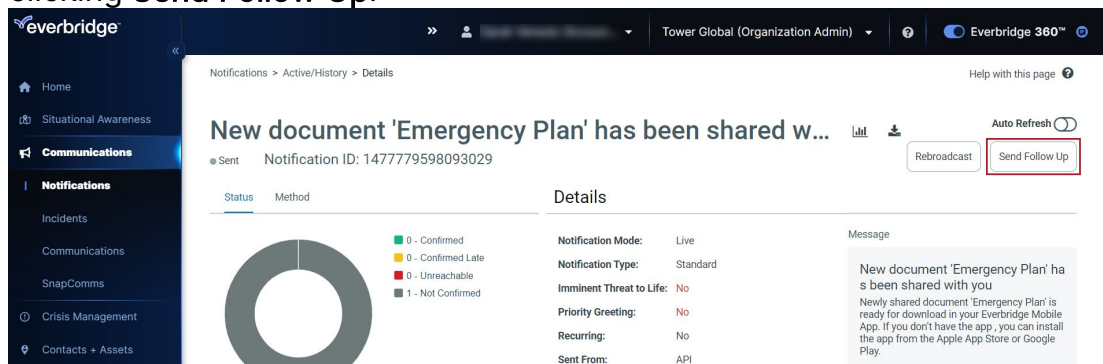 clicking Send Follow Up.
everbridge
Tower Global (Organization Admin)
Everbridge 360™
Notifications > Active/History > Details
Help with this page
Home
Situational Awareness
Communications
Notifications
Incidents
Communications
SnapComms
Crisis Management
Contacts + Assets
New document 'Emergency Plan' has been shared w...
Auto Refresh
Sent Notification ID: 1477779598093029
Rebroadcast
Send Follow Up
Status Method
0 - Confirmed
0 - Confirmed Late
0 - Unreachable
1 - Not Confirmed
Details
Notification Mode: Live
Notification Type: Standard
Imminent Threat to Life: No
Priority Greeting: No
Recurring: No
Sent From: API
Message
New document 'Emergency Plan' ha
s been shared with you
Newly shared document 'Emergency Plan' is
ready for download in your Everbridge Mobile
App. If you don't have the app , you can install
the app from the Apple App Store or Google
Play.